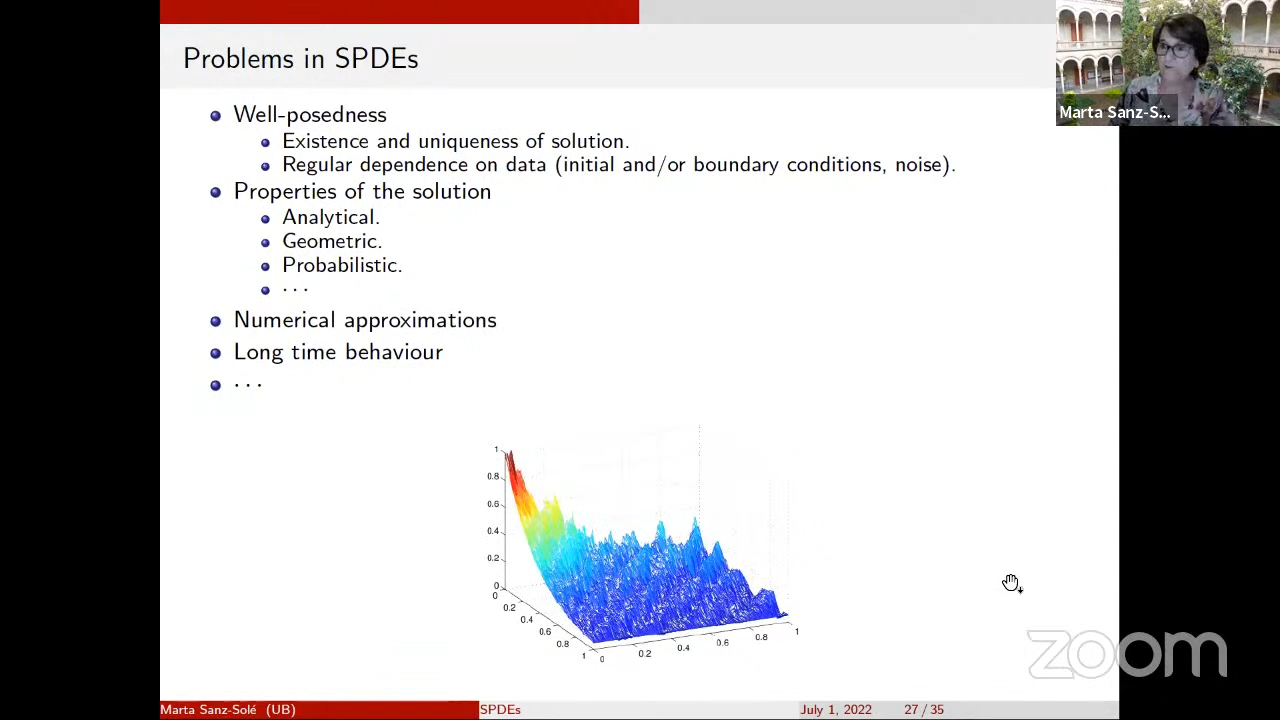 Problems in SPDEs
Marta Sanz-S...
Well-posedness
Existence and uniqueness of solution.
Regular dependence on data (initial and/or boundary conditions, noise).
Properties of the solution
Analytical.
Geometric.
Probabilistic.
· · ·
Numerical approximations
Long time behaviour
· · ·
1
0.8
0.6
0.4
0.2
0
0
0.2
0.4
0.6
0.8
1
0
0.2
0.4
0.6
0.8
1
zoom
Marta Sanz-Solé (UB)
SPDEs
July 1, 2022
27 / 35